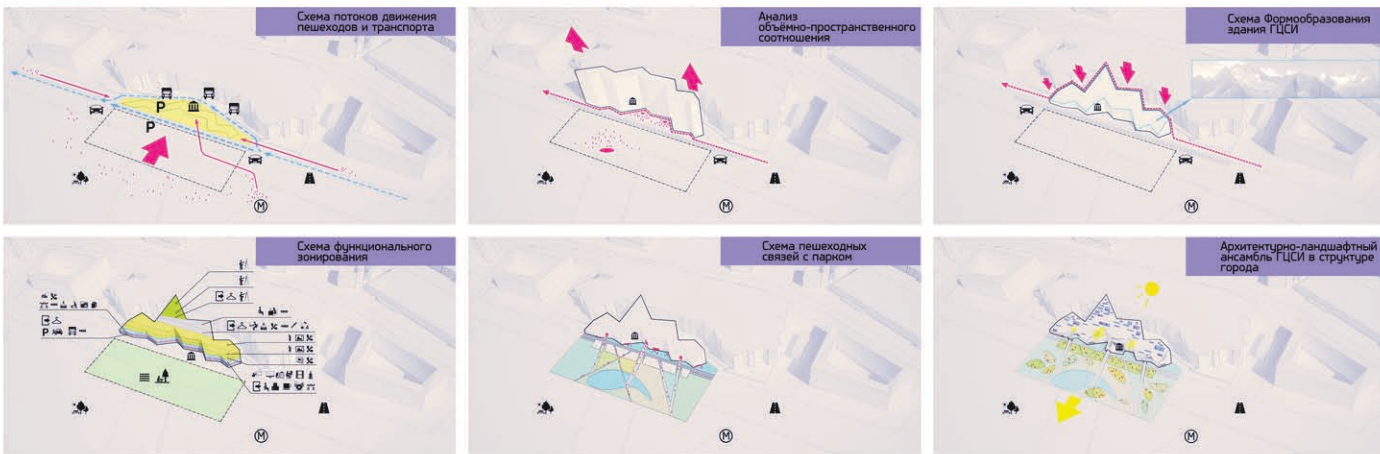 Схема потоков движения
пешеходов и транспорта
P
P
M
Анализ
объёмно-пространственного
соотношения
M
Схема Формообразования
здания ГЦСИ
M
Схема функционального
зонирования
P
M
Схема пешеходных
связей с парком
M
Архитектурно-ландшафтный
ансамбль ГЦСИ в структуре
города
M